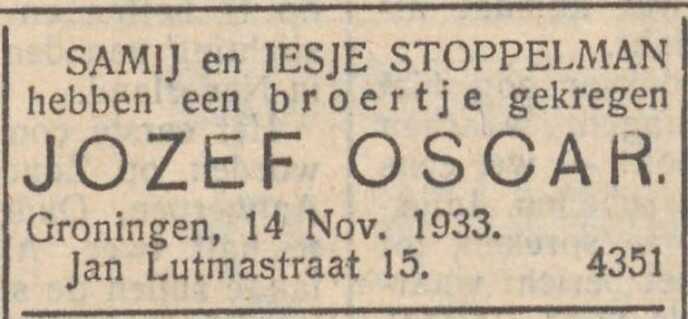 SAMIJ en IESJE STOPPELMAN
hebben een broertje gekregen
JOZEF OSCAR.
Groningen, 14 Nov. 1933.
Jan Lutmastraat 15. 4351